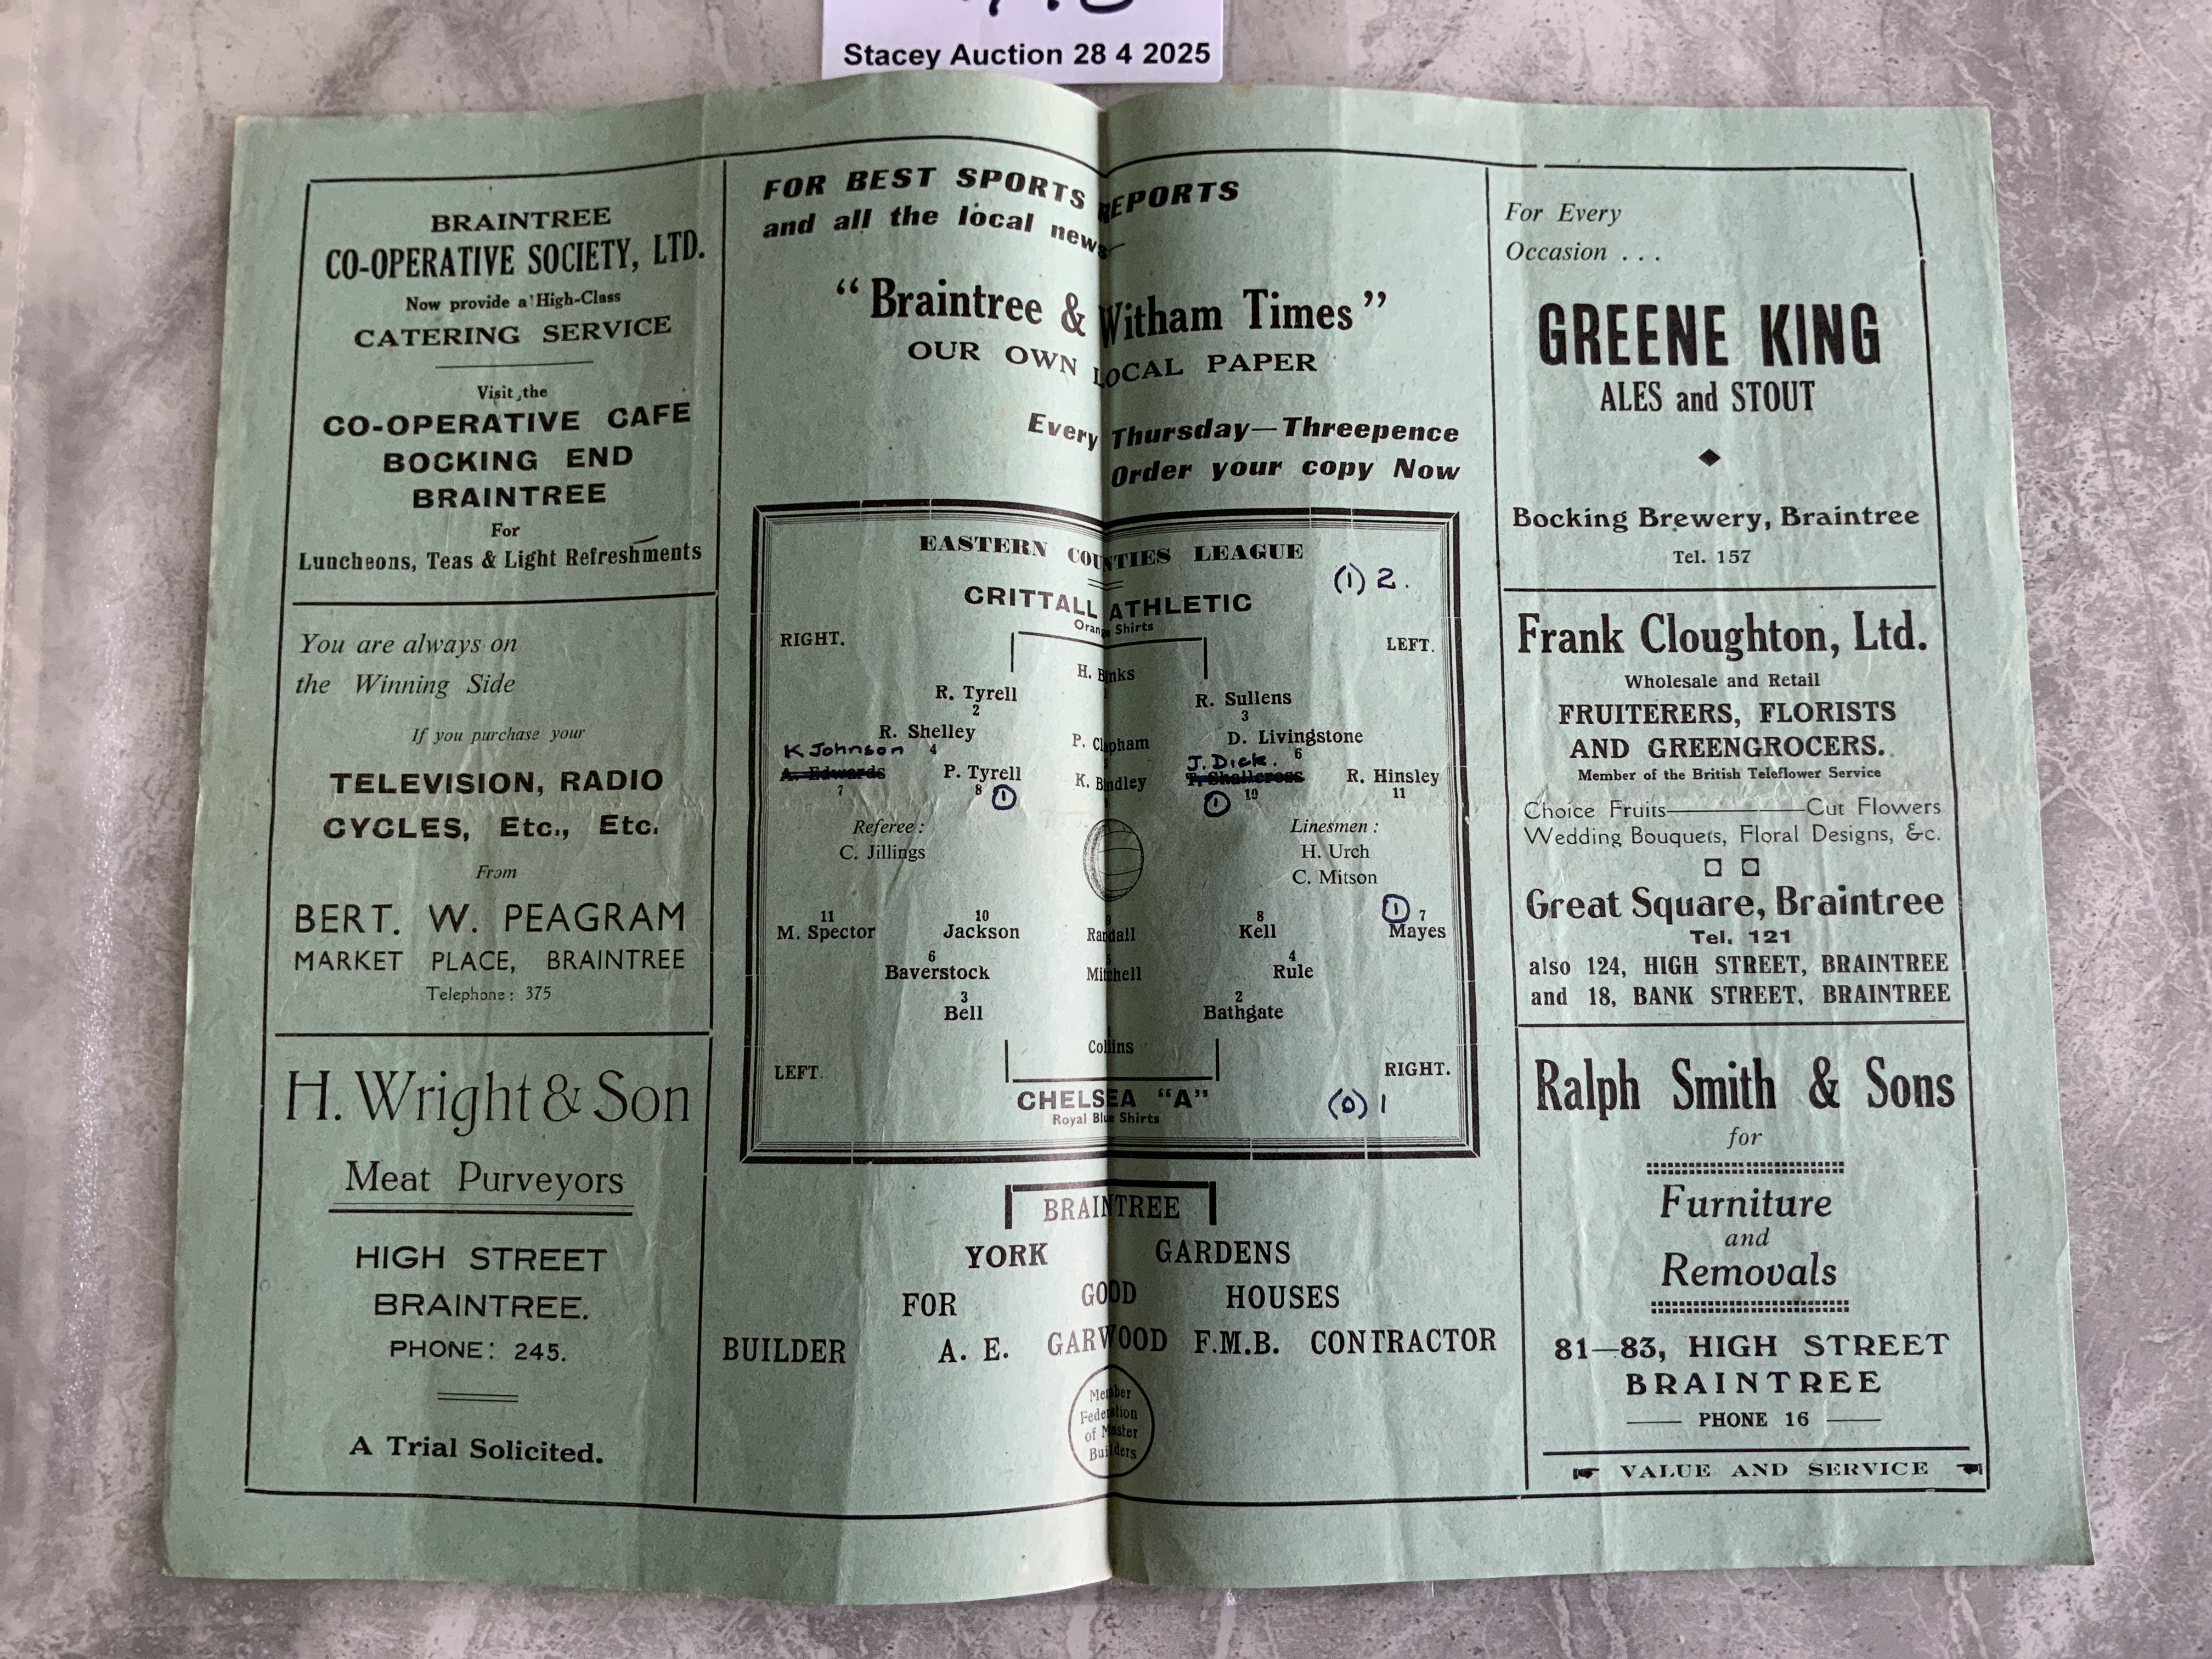 Stacey Auction 28 4 2025
BRAINTREE
CO-OPERATIVE SOCIETY, LTD.
Now provide a High-Class
CATERING SERVICE
Visit the
CO-OPERATIVE CAFE
BOCKING END
BRAINTREE
For
Luncheons, Teas & Light Refreshments
You are always on
the Winning Side
If you purchase your
TELEVISION, RADIO
CYCLES, Etc., Etc.
From
BERT. W. PEAGRAM
MARKET PLACE, BRAINTREE
Telephone: 375
H. Wright & Son
Meat Purveyors
HIGH STREET
BRAINTREE.
PHONE: 245.
A Trial Solicited.
FOR BEST SPORTS REPORTS
and all the local news
"Braintree & Witham Times"
OUR OWN LOCAL PAPER
Every Thursday—Threepence
Order your copy Now
EASTERN COUNTIES LEAGUE
(1) 2.
CRITTALL ATHLETIC
Orange Shirts
RIGHT. LEFT.
H. Binks
R. Tyrell R. Sullens
2 3
R. Shelley P. Clapham D. Livingstone
4 6
K Johnson J. Dick.
A. Edwards P. Tyrell K. Bindley T. Shallcross R. Hinsley
7 8 (1) (1) 10 11
Referee: Linesmen:
C. Jillings H. Urch
C. Mitson
11 10 9 8 (1) 7
M. Spector Jackson Randall Kell Mayes
6 5 4
Baverstock Mitchell Rule
3 2
Bell Bathgate
1
Collins
LEFT. RIGHT.
CHELSEA "A" (0) 1
Royal Blue Shirts
BRAINTREE
YORK GARDENS
FOR GOOD HOUSES
BUILDER A. E. GARWOOD F.M.B. CONTRACTOR
Member
Federation
of Master
Builders
For Every
Occasion . . .
GREENE KING
ALES and STOUT
Bocking Brewery, Braintree
Tel. 157
Frank Cloughton, Ltd.
Wholesale and Retail
FRUITERERS, FLORISTS
AND GREENGROCERS.
Member of the British Teleflower Service
Choice Fruits————Cut Flowers
Wedding Bouquets, Floral Designs, &c.
Great Square, Braintree
Tel. 121
also 124, HIGH STREET, BRAINTREE
and 18, BANK STREET, BRAINTREE
Ralph Smith & Sons
for
Furniture
and
Removals
81—83, HIGH STREET
BRAINTREE
PHONE 16
VALUE AND SERVICE